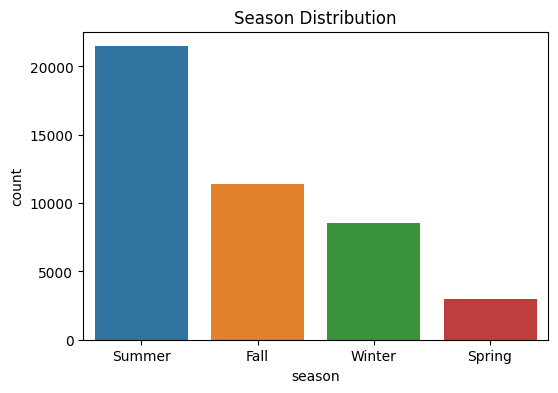 Season Distribution
count
20000
15000
10000
5000
0
Summer Fall Winter Spring
season